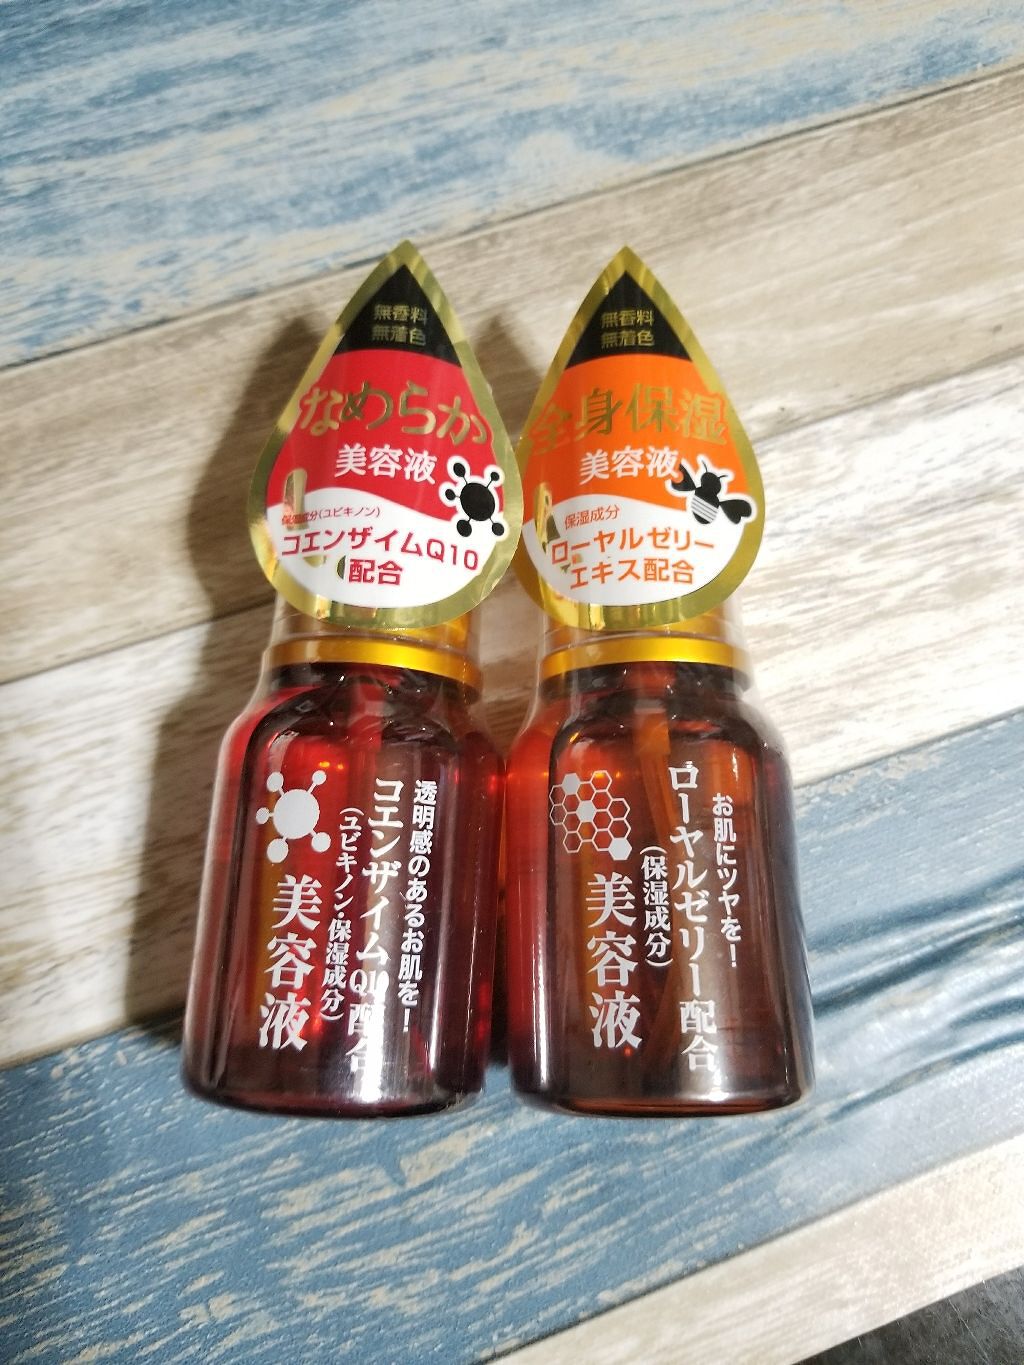 無香料
無着色
なめらか
美容液
保湿成分(ユビキノン)
コエンザイムQ10
配合
透明感のあるお肌を!
コエンザイムQ10配合
(ユビキノン・保湿成分)
美容液
無香料
無着色
全身保湿
美容液
保湿成分
ローヤルゼリー
エキス配合
お肌にツヤを!
ローヤルゼリー配合
(保湿成分)
美容液